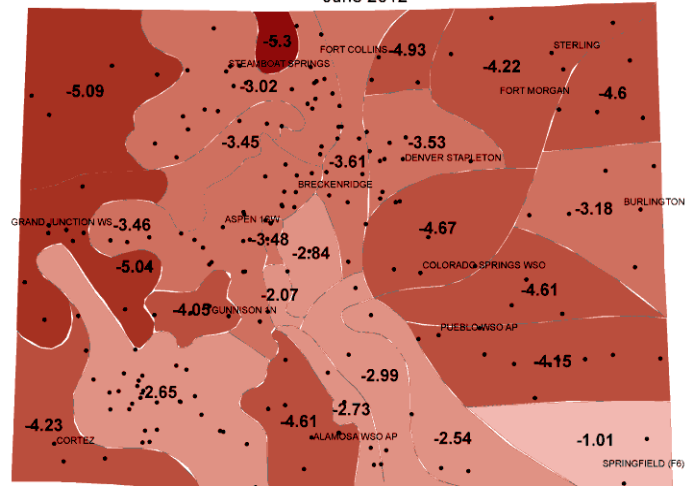 June 2012
-5.3
FORT COLLINS
-4.93
STERLING
STEAMBOAT SPRINGS
-4.22
-5.09
-3.02
FORT MORGAN
-4.6
-3.45
-3.53
-3.61
DENVER STAPLETON
BRECKENRIDGE
BURLINGTON
-3.18
GRAND JUNCTION WS
-3.46
ASPEN 1SW
-4.67
-3.48
-2.84
-5.04
COLORADO SPRINGS WSO
-4.61
-2.07
-4.05
GUNNISON 1N
PUEBLO WSO AP
-4.15
-2.99
-2.65
-2.73
-4.23
-4.61
CORTEZ
ALAMOSA WSO AP
-2.54
-1.01
SPRINGFIELD (F6)